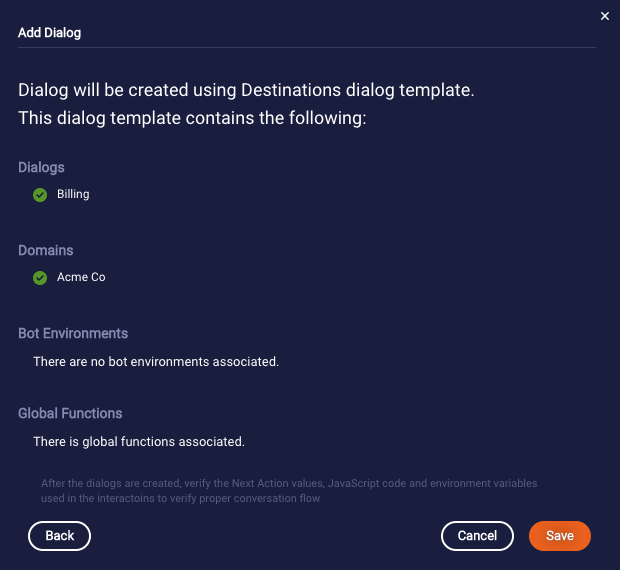 Add Dialog
Dialog will be created using Destinations dialog template.
This dialog template contains the following:
Dialogs
Billing
Domains
Acme Co
Bot Environments
There are no bot environments associated.
Global Functions
There is global functions associated.
After the dialogs are created, verify the Next Action values, JavaScript code and environment variables
used in the interactoins to verify proper conversation flow
Back
Cancel
Save